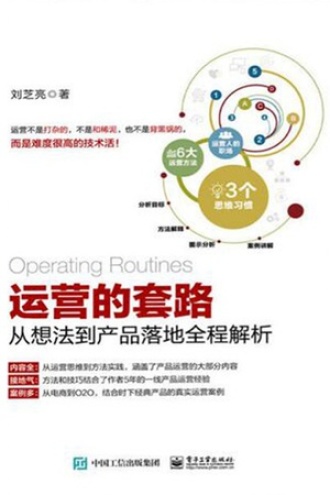 刘芝亮 著
运营不是打杂的，不是和稀泥，也不是背黑锅的，
而是难度很高的技术活！
6大
运营方法
运营人的
职场
3个
思维习惯
分析目标
方法解释
图示分析
案例讲解
Operating Routines
运营的套路
从想法到产品落地全程解析
内容全： 从运营思维到方法实践，涵盖了产品运营的大部分内容
接地气： 方法和技巧结合了作者5年的一线产品运营经验
案例多： 从电商到O2O，结合时下经典产品的真实运营案例
中国工信出版集团
电子工业出版社